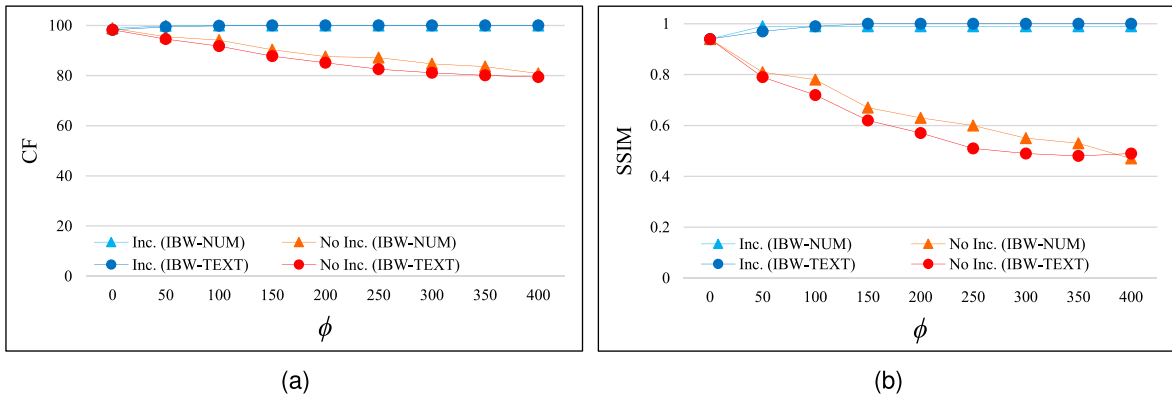 100
80
60
40
20
0
CF
Inc. (IBW-NUM) No Inc. (IBW-NUM)
Inc. (IBW-TEXT) No Inc. (IBW-TEXT)
0 50 100 150 200 250 300 350 400
ϕ
(a)
1
0.8
0.6
0.4
0.2
0
SSIM
Inc. (IBW-NUM) No Inc. (IBW-NUM)
Inc. (IBW-TEXT) No Inc. (IBW-TEXT)
0 50 100 150 200 250 300 350 400
ϕ
(b)